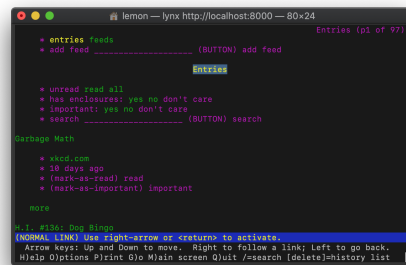 lemon — lynx http://localhost:8000 — 80×24
Entries (p1 of 97)
* entries feeds
* add feed ____________________ (BUTTON) add feed
Entries
* unread read all
* has enclosures: yes no don't care
* important: yes no don't care
* search ____________________ (BUTTON) search
Garbage Math
* xkcd.com
* 10 days ago
* (mark-as-read) read
* (mark-as-important) important
more
H.I. #136: Dog Bingo
(NORMAL LINK) Use right-arrow or <return> to activate.
Arrow keys: Up and Down to move. Right to follow a link; Left to go back.
H)elp O)ptions P)rint G)o M)ain screen Q)uit /=search [delete]=history list